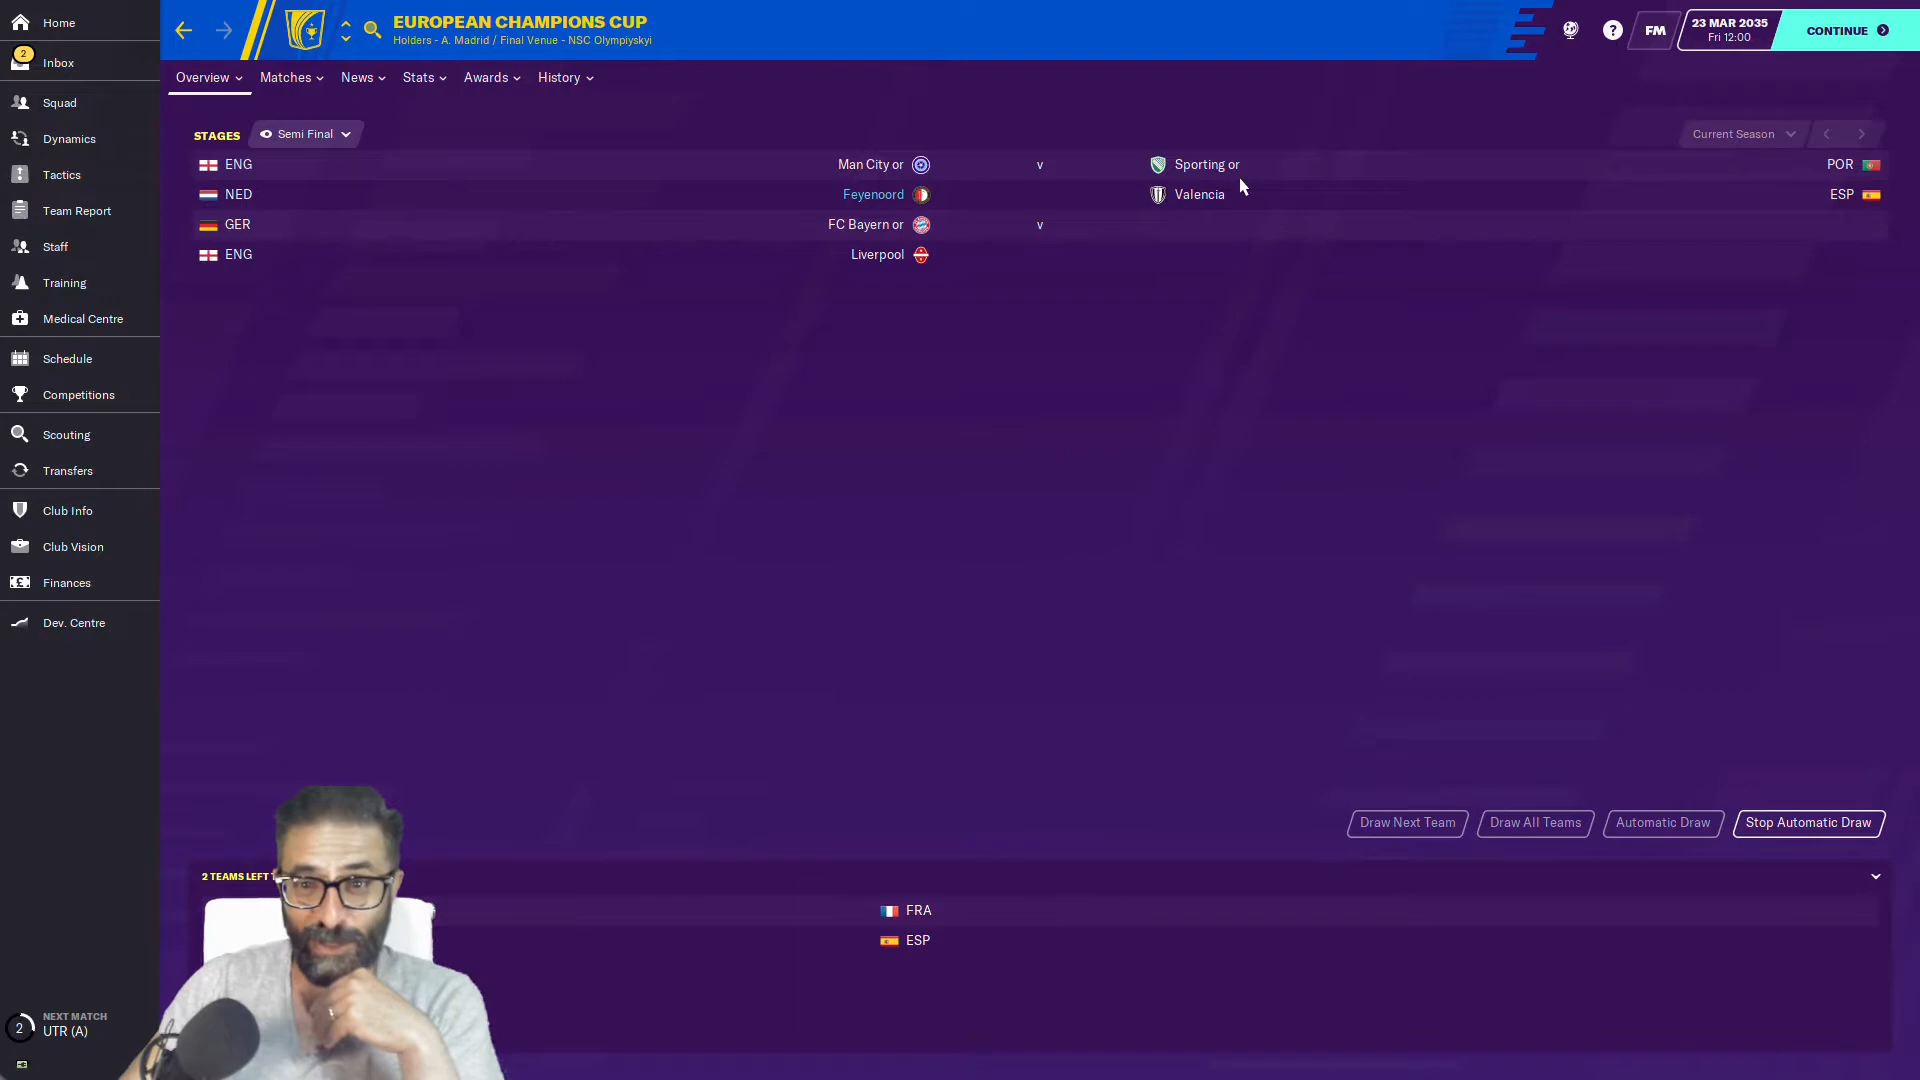 Home
2
Inbox
Squad
Dynamics
Tactics
Team Report
Staff
Training
Medical Centre
Schedule
Competitions
Scouting
Transfers
Club Info
Club Vision
Finances
Dev. Centre
2
NEXT MATCH
UTR (A)
EUROPEAN CHAMPIONS CUP
Holders - A. Madrid / Final Venue - NSC Olympiyskyi
?
FM
23 MAR 2035
Fri 12:00
CONTINUE
Overview Matches News Stats Awards History
STAGES Semi Final Current Season
ENG Man City or v Sporting or POR
NED Feyenoord Valencia ESP
GER FC Bayern or v
ENG Liverpool
Draw Next Team Draw All Teams Automatic Draw Stop Automatic Draw
2 TEAMS LEFT
FRA
ESP